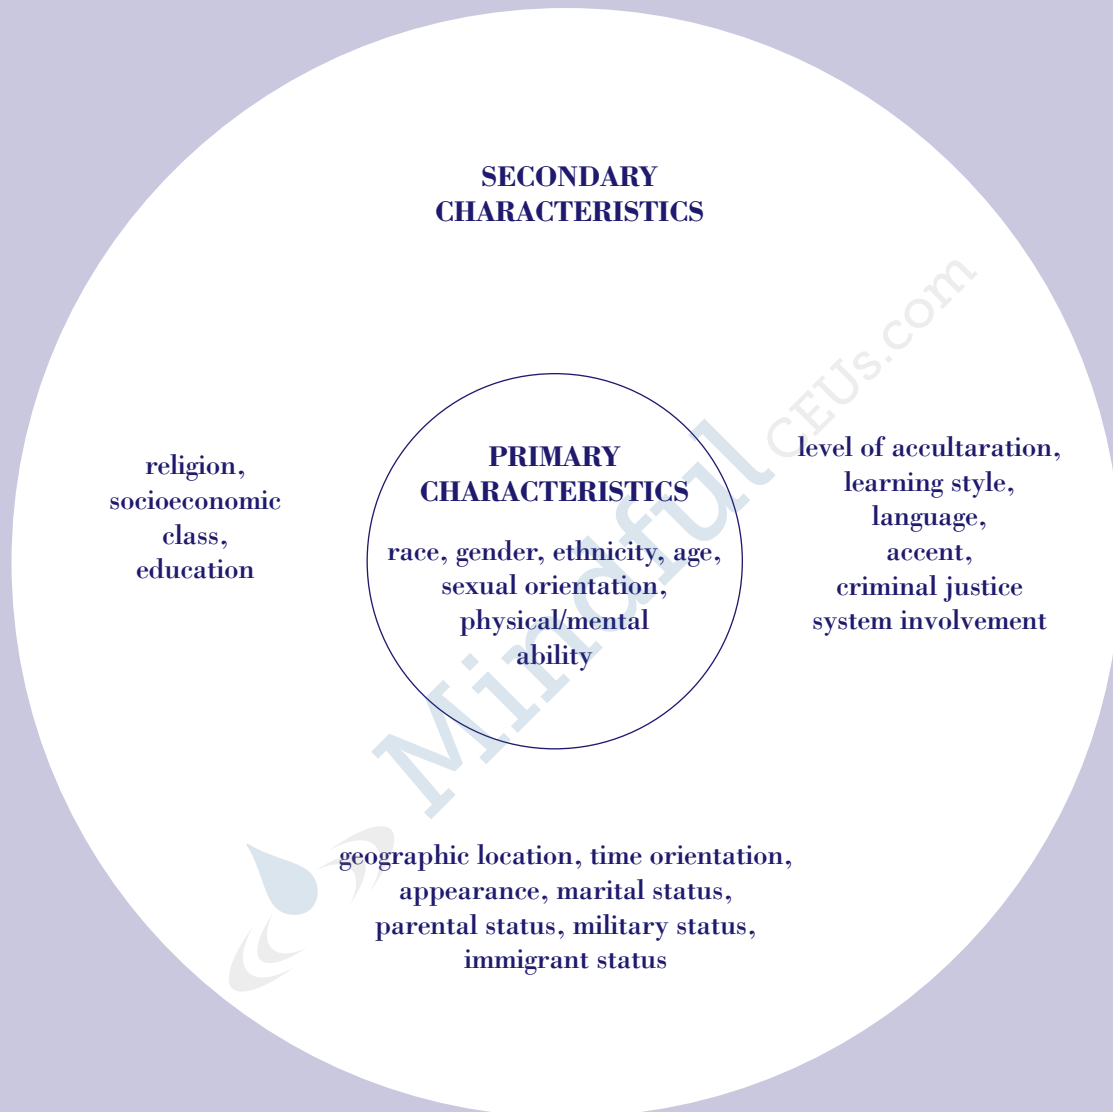 SECONDARY
CHARACTERISTICS
religion,
socioeconomic
class,
education
PRIMARY
CHARACTERISTICS
race, gender, ethnicity, age,
sexual orientation,
physical/mental
ability
level of accultaration,
learning style,
language,
accent,
criminal justice
system involvement
geographic location, time orientation,
appearance, marital status,
parental status, military status,
immigrant status
Mindful CEUs.com